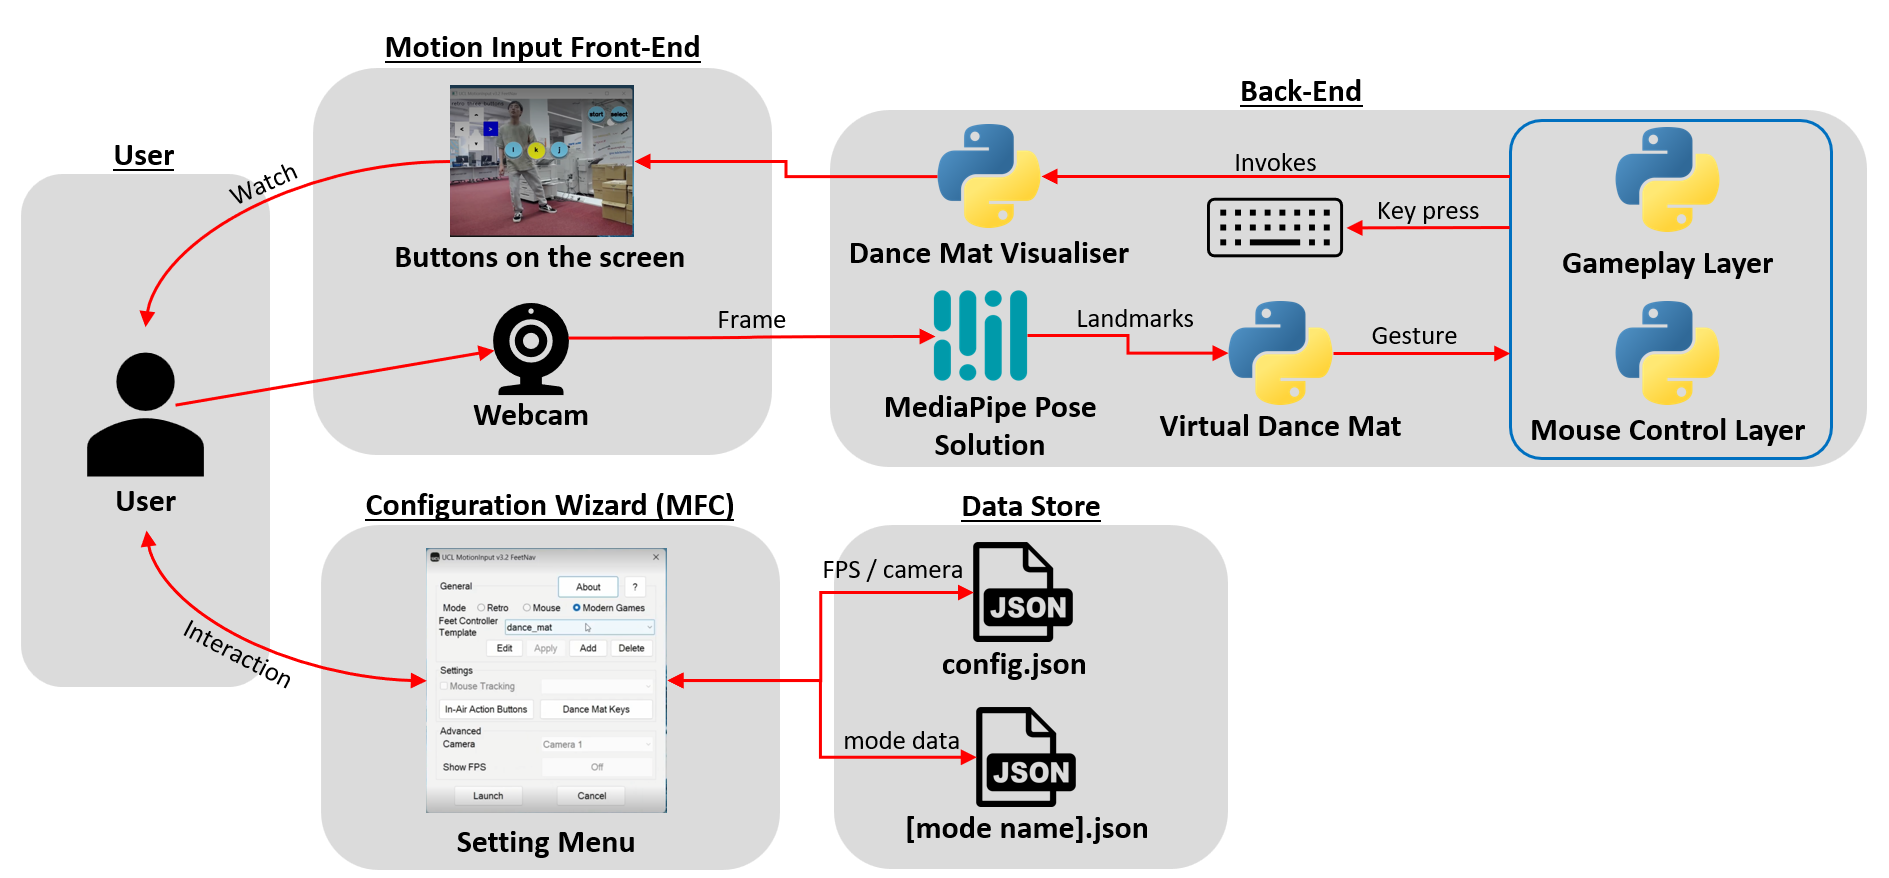 Motion Input Front-End
Back-End
User
start
select
l
k
j
Watch
Buttons on the screen
Invokes
Key press
Dance Mat Visualiser
Gameplay Layer
Frame
Landmarks
Gesture
Webcam
MediaPipe Pose
Solution
Virtual Dance Mat
Mouse Control Layer
User
Interaction
Configuration Wizard (MFC)
Data Store
UCL MotionInput v3.2 FeetNav
General
About
?
Mode
Retro
Mouse
Modern Games
Feet Controller
Template
dance_mat
Edit
Apply
Add
Delete
Settings
Mouse Tracking
In-Air Action Buttons
Dance Mat Keys
Advanced
Camera
Camera 1
Show FPS
Off
Launch
Cancel
Setting Menu
FPS / camera
JSON
config.json
mode data
JSON
[mode name].json